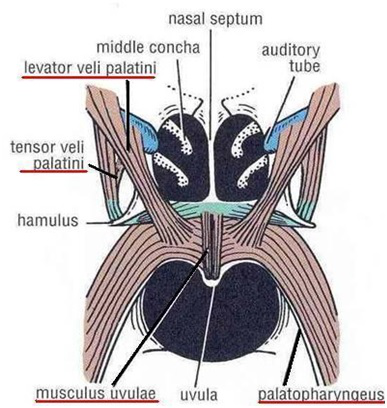 nasal septum
middle concha
auditory
tube
levator veli palatini
tensor veli
palatini
hamulus
musculus uvulae
uvula
palatopharyngeus